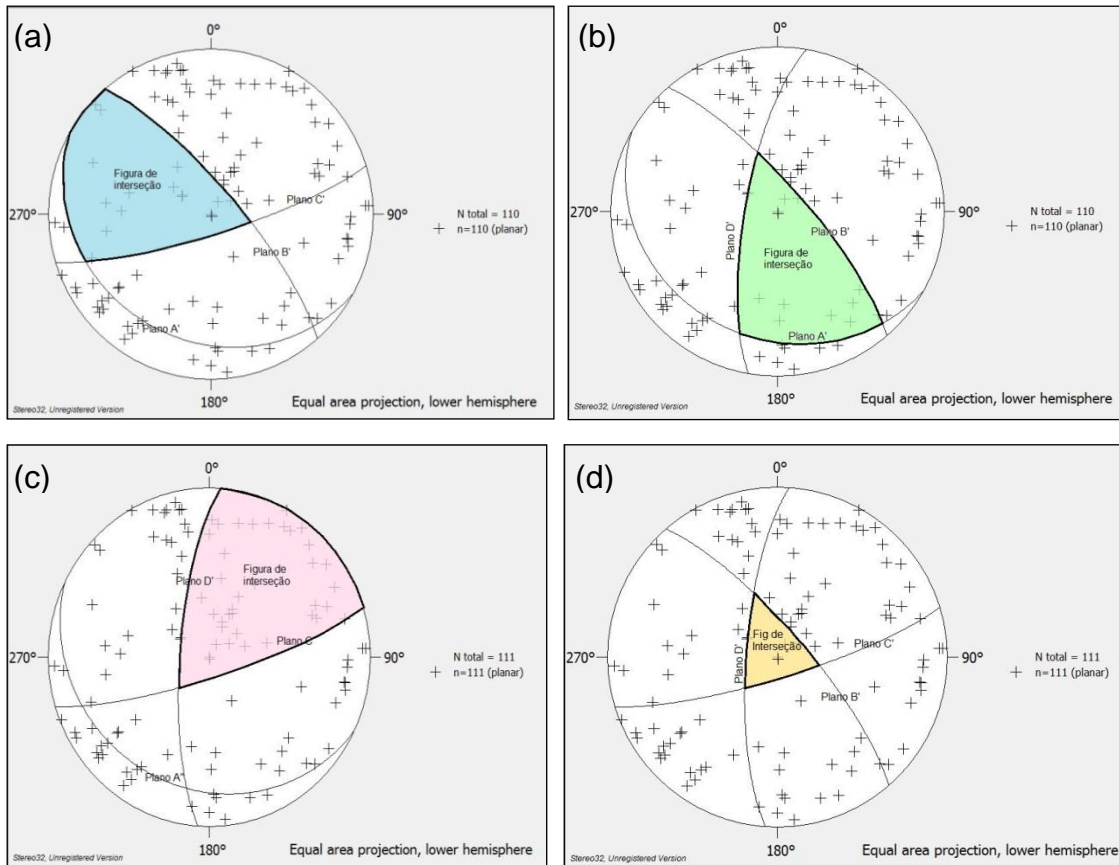 (a)
0°
Figura de
interseção
Plano C'
270°
90°
N total = 110
n=110 (planar)
Plano B'
Plano A'
180°
Equal area projection, lower hemisphere
Stereo32, Unregistered Version
(b)
0°
270°
90°
N total = 110
n=110 (planar)
Plano D'
Plano B'
Figura de
interseção
Plano A'
180°
Equal area projection, lower hemisphere
Stereo32, Unregistered Version
(c)
0°
Figura de
interseção
Plano D'
Plano C
270°
90°
N total = 111
n=111 (planar)
Plano A"
180°
Equal area projection, lower hemisphere
Stereo32, Unregistered Version
(d)
0°
Fig de
Interseção
Plano C'
270°
90°
N total = 111
n=111 (planar)
Plano D'
Plano B'
180°
Equal area projection, lower hemisphere
Stereo32, Unregistered Version